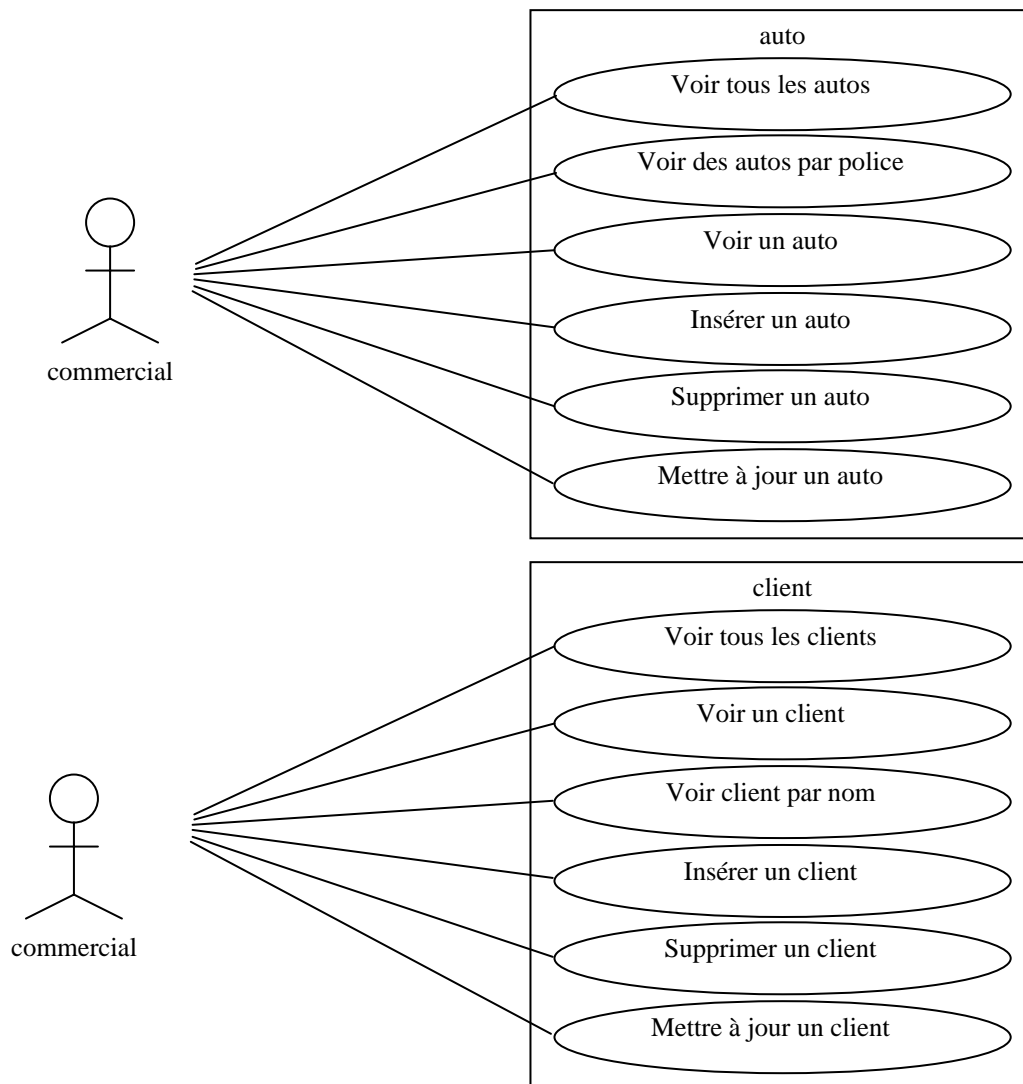 auto
Voir tous les autos
Voir des autos par police
Voir un auto
Insérer un auto
Supprimer un auto
Mettre à jour un auto
commercial
client
Voir tous les clients
Voir un client
Voir client par nom
Insérer un client
Supprimer un client
Mettre à jour un client
commercial